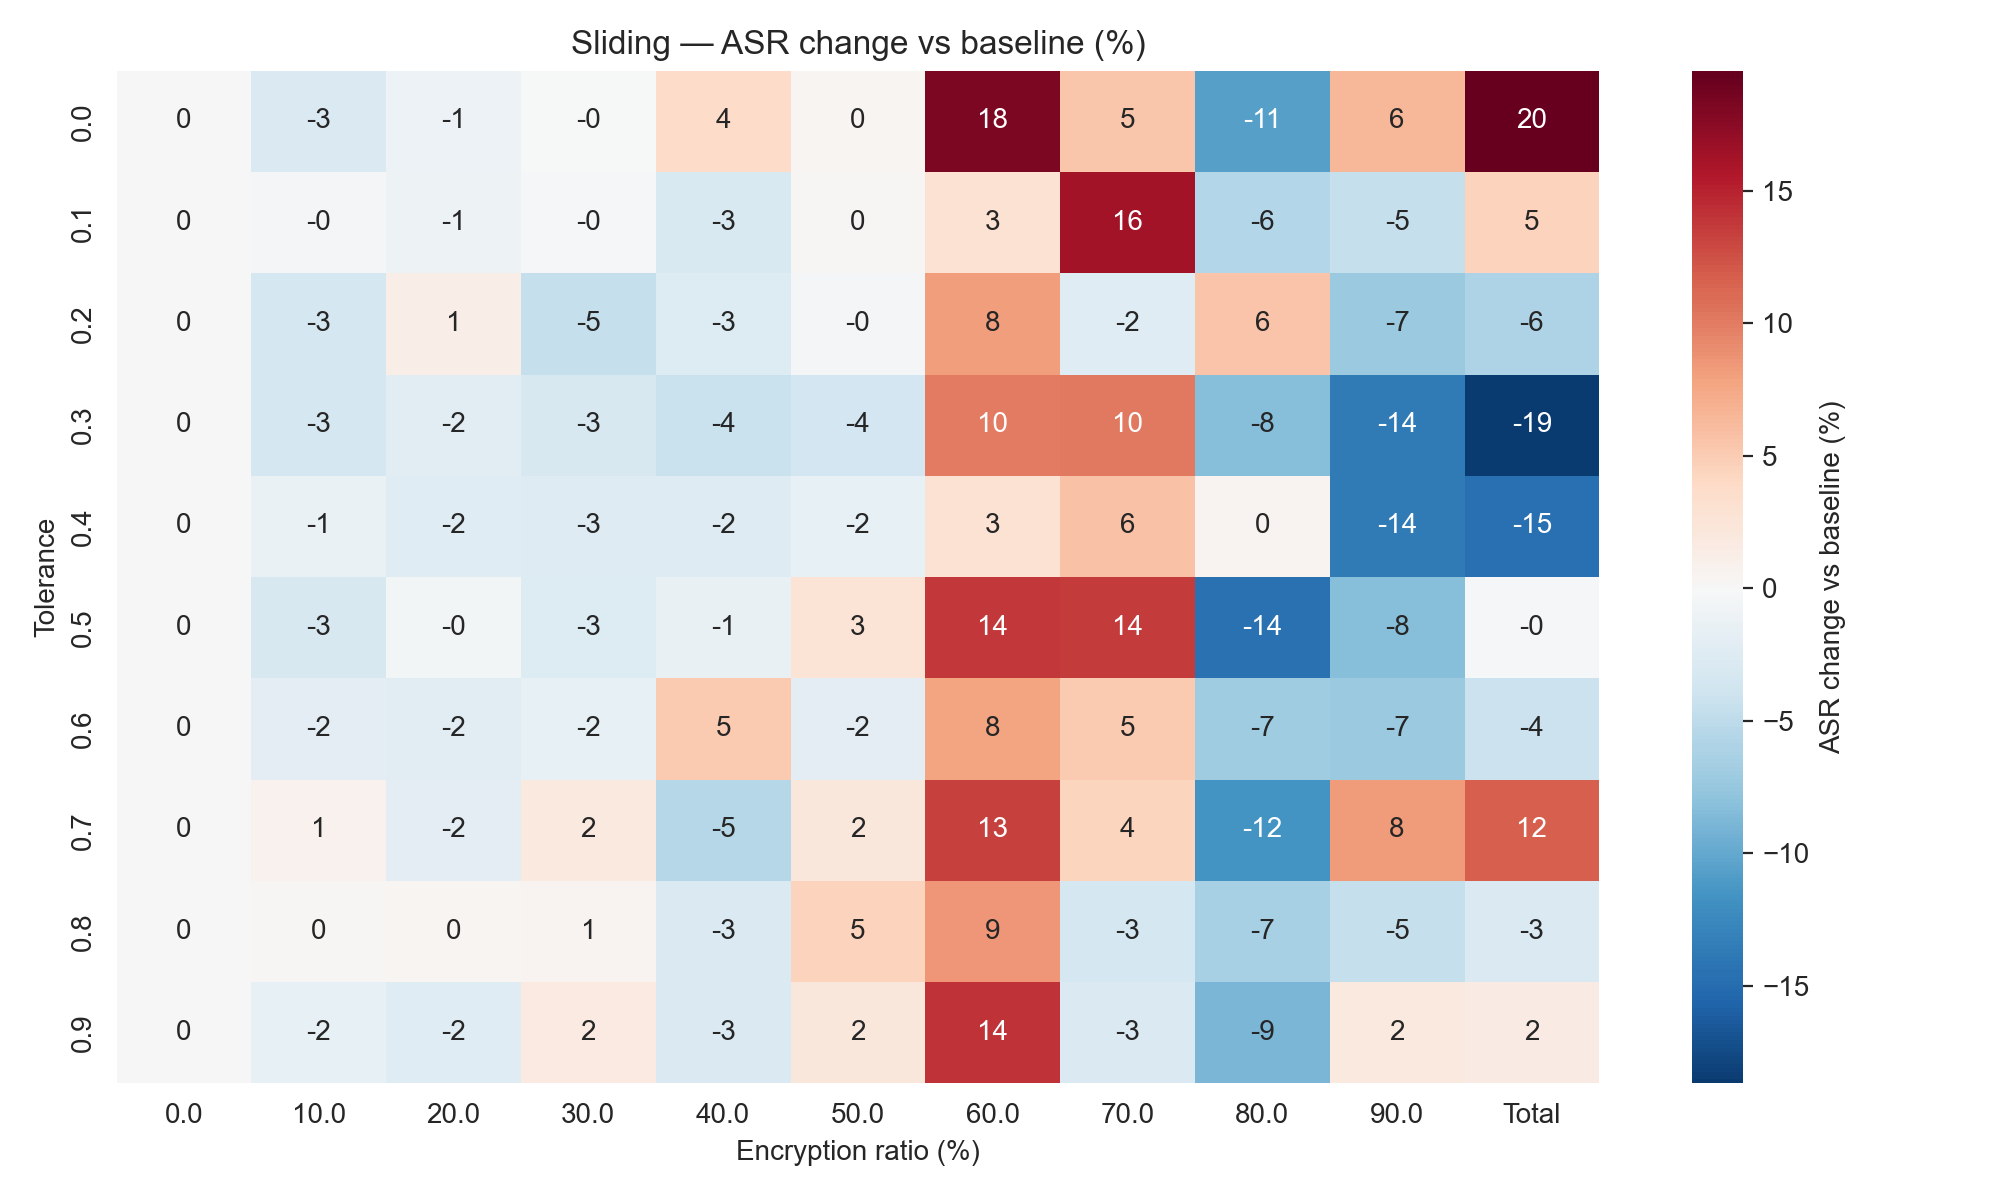 Sliding — ASR change vs baseline (%)
0.0 0 -3 -1 -0 4 0 18 5 -11 6 20
0.1 0 -0 -1 -0 -3 0 3 16 -6 -5 5
0.2 0 -3 1 -5 -3 -0 8 -2 6 -7 -6
0.3 0 -3 -2 -3 -4 -4 10 10 -8 -14 -19
0.4 0 -1 -2 -3 -2 -2 3 6 0 -14 -15
0.5 0 -3 -0 -3 -1 3 14 14 -14 -8 -0
0.6 0 -2 -2 -2 5 -2 8 5 -7 -7 -4
0.7 0 1 -2 2 -5 2 13 4 -12 8 12
0.8 0 0 0 1 -3 5 9 -3 -7 -5 -3
0.9 0 -2 -2 2 -3 2 14 -3 -9 2 2
0.0 10.0 20.0 30.0 40.0 50.0 60.0 70.0 80.0 90.0 Total
Encryption ratio (%)
Tolerance
15
10
5
0
−5
−10
−15
ASR change vs baseline (%)